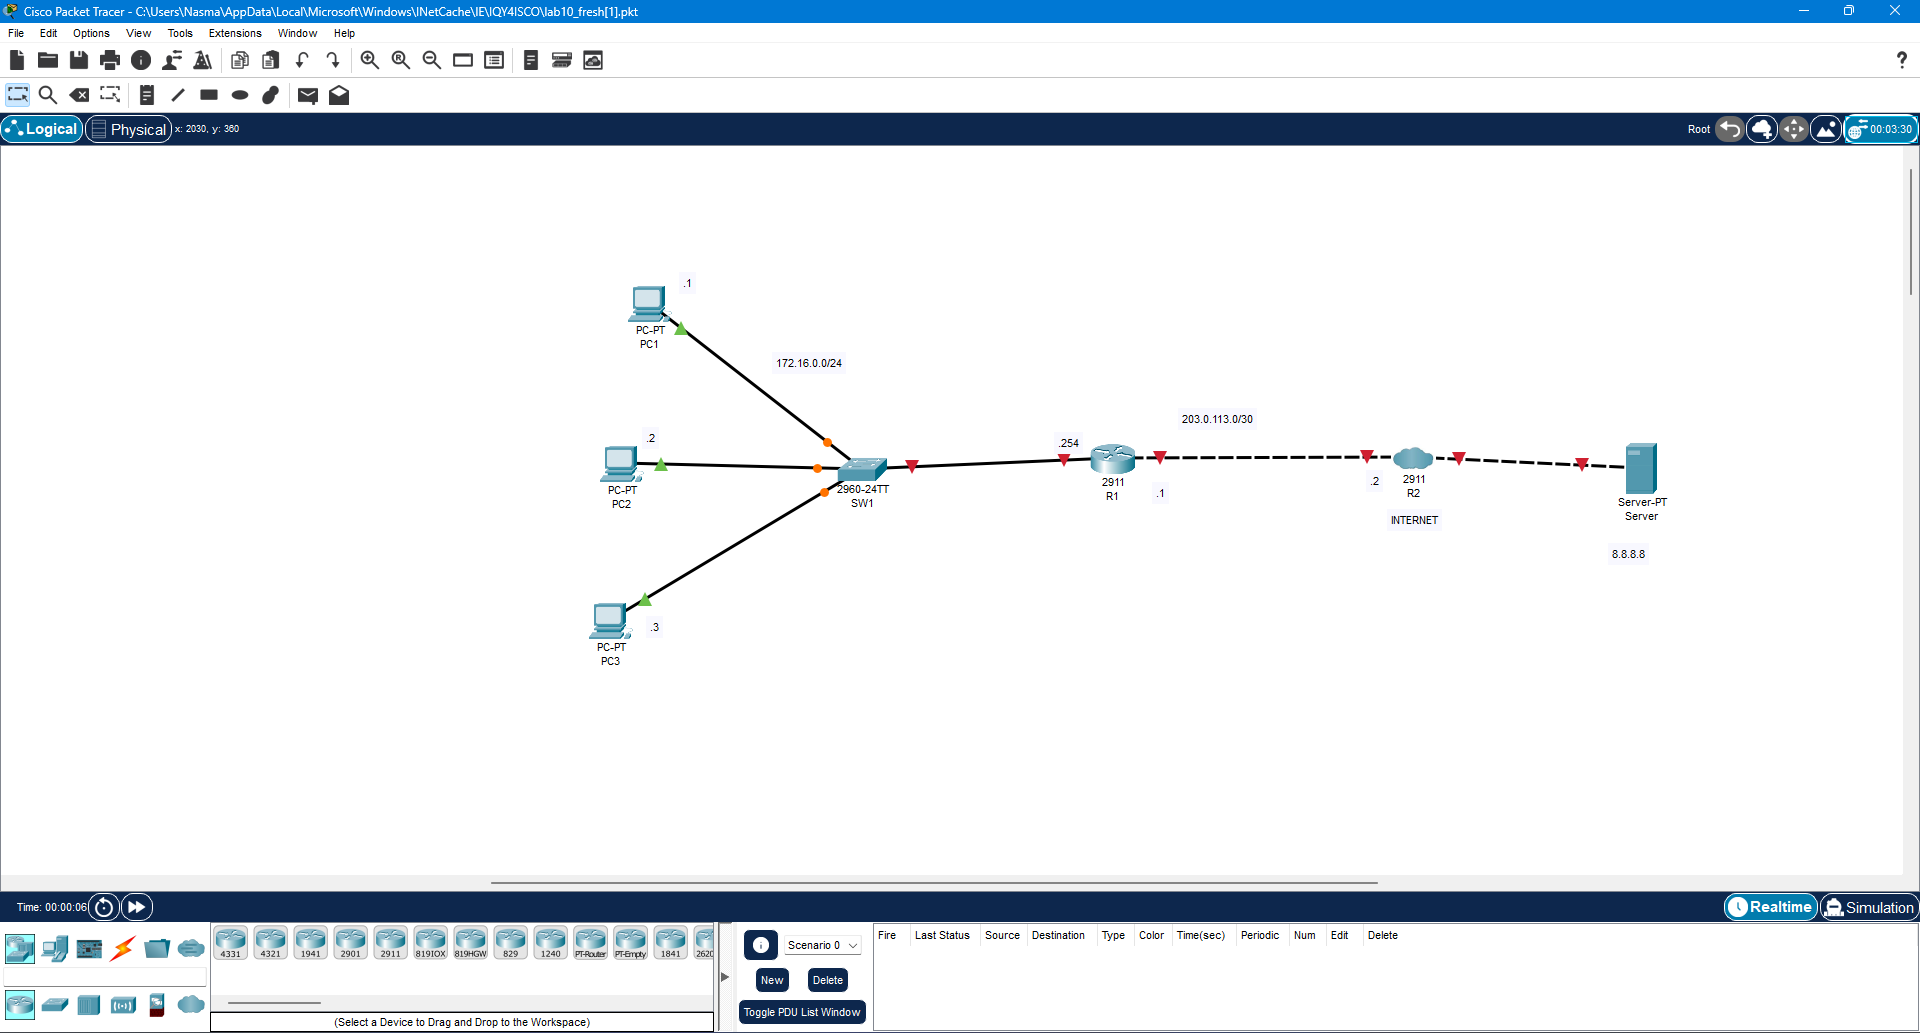 Cisco Packet Tracer - C:\Users\Nasma\AppData\Local\Microsoft\Windows\INetCache\IE\IQY4ISCO\lab10_fresh[1].pkt
File Edit Options View Tools Extensions Window Help
?
Logical Physical x: 2030, y: 360 Root 00:03:30
.1
PC-PT
PC1
172.16.0.0/24
203.0.113.0/30
.2
.254
PC-PT
PC2
2960-24TT
SW1
2911
R1
.1
.2
2911
R2
INTERNET
Server-PT
Server
8.8.8.8
.3
PC-PT
PC3
Time: 00:00:06 Realtime Simulation
4331 4321 1941 2901 2911 819IOX 819HGW 829 1240 PT-Router PT-Empty 1841 262
(Select a Device to Drag and Drop to the Workspace)
Scenario 0
New Delete
Toggle PDU List Window
Fire Last Status Source Destination Type Color Time(sec) Periodic Num Edit Delete